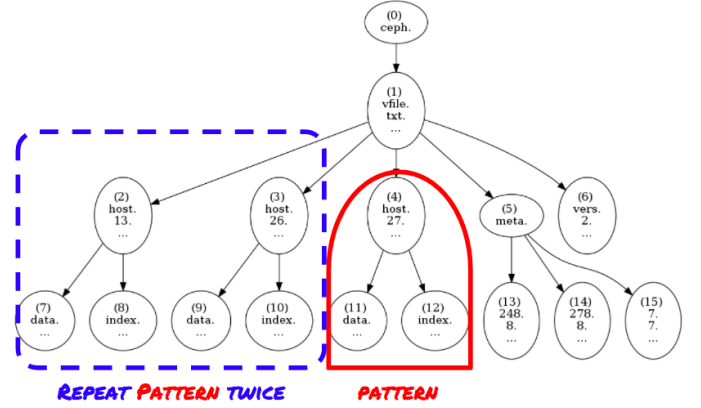 (0)
ceph.
(1)
vfile.
txt.
...
(2)
host.
13.
...
(3)
host.
26.
...
(4)
host.
27.
...
(5)
meta.
(6)
vers.
2.
...
(7)
data.
...
(8)
index.
...
(9)
data.
...
(10)
index.
...
(11)
data.
...
(12)
index.
...
(13)
248.
8.
...
(14)
278.
8.
...
(15)
7.
7.
...
REPEAT PATTERN TWICE
PATTERN